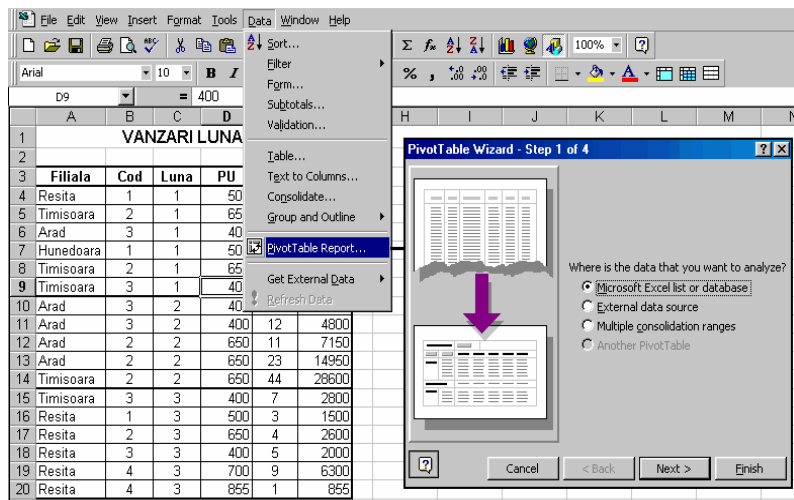 File Edit View Insert Format Tools Data Window Help
Σ fx 100%
Arial 10 B I % , A
D9 = 400
A B C D H I J K L M
1 VANZARI LUNA
2
3 Filiala Cod Luna PU
4 Resita 1 1 50
5 Timisoara 2 1 65
6 Arad 3 1 40
7 Hunedoara 1 1 50
8 Timisoara 2 1 65
9 Timisoara 3 1 40
10 Arad 3 2 40
11 Arad 3 2 400 12 4800
12 Arad 2 2 650 11 7150
13 Arad 2 2 650 23 14950
14 Timisoara 2 2 650 44 28600
15 Timisoara 3 3 400 7 2800
16 Resita 1 3 500 3 1500
17 Resita 2 3 650 4 2600
18 Resita 3 3 400 5 2000
19 Resita 4 3 700 9 6300
20 Resita 4 3 855 1 855
Sort...
Filter
Form...
Subtotals...
Validation...
Table...
Text to Columns...
Consolidate...
Group and Outline
PivotTable Report...
Get External Data
Refresh Data
PivotTable Wizard - Step 1 of 4
Where is the data that you want to analyze?
Microsoft Excel list or database
External data source
Multiple consolidation ranges
Another PivotTable
Cancel < Back Next > Finish